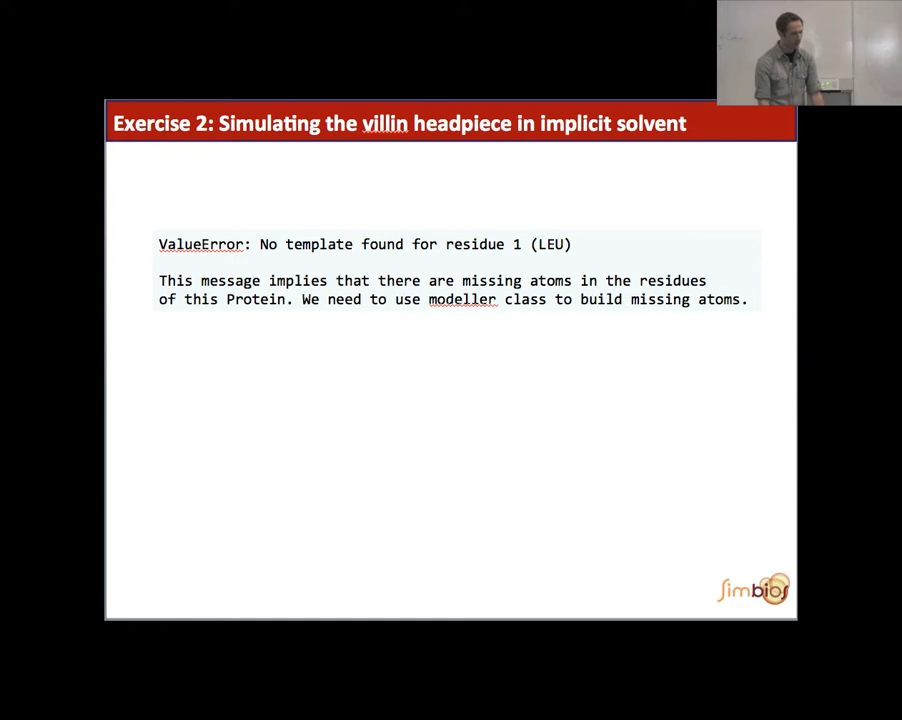 Exercise 2: Simulating the villin headpiece in implicit solvent
ValueError: No template found for residue 1 (LEU)
This message implies that there are missing atoms in the residues
of this Protein. We need to use modeller class to build missing atoms.
Simbios